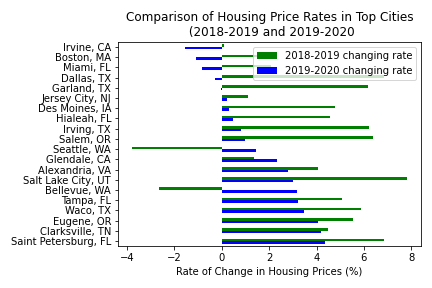 Comparison of Housing Price Rates in Top Cities
(2018-2019 and 2019-2020
2018-2019 changing rate
2019-2020 changing rate
Irvine, CA
Boston, MA
Miami, FL
Dallas, TX
Garland, TX
Jersey City, NJ
Des Moines, IA
Hialeah, FL
Irving, TX
Salem, OR
Seattle, WA
Glendale, CA
Alexandria, VA
Salt Lake City, UT
Bellevue, WA
Tampa, FL
Waco, TX
Eugene, OR
Clarksville, TN
Saint Petersburg, FL
−4 −2 0 2 4 6 8
Rate of Change in Housing Prices (%)